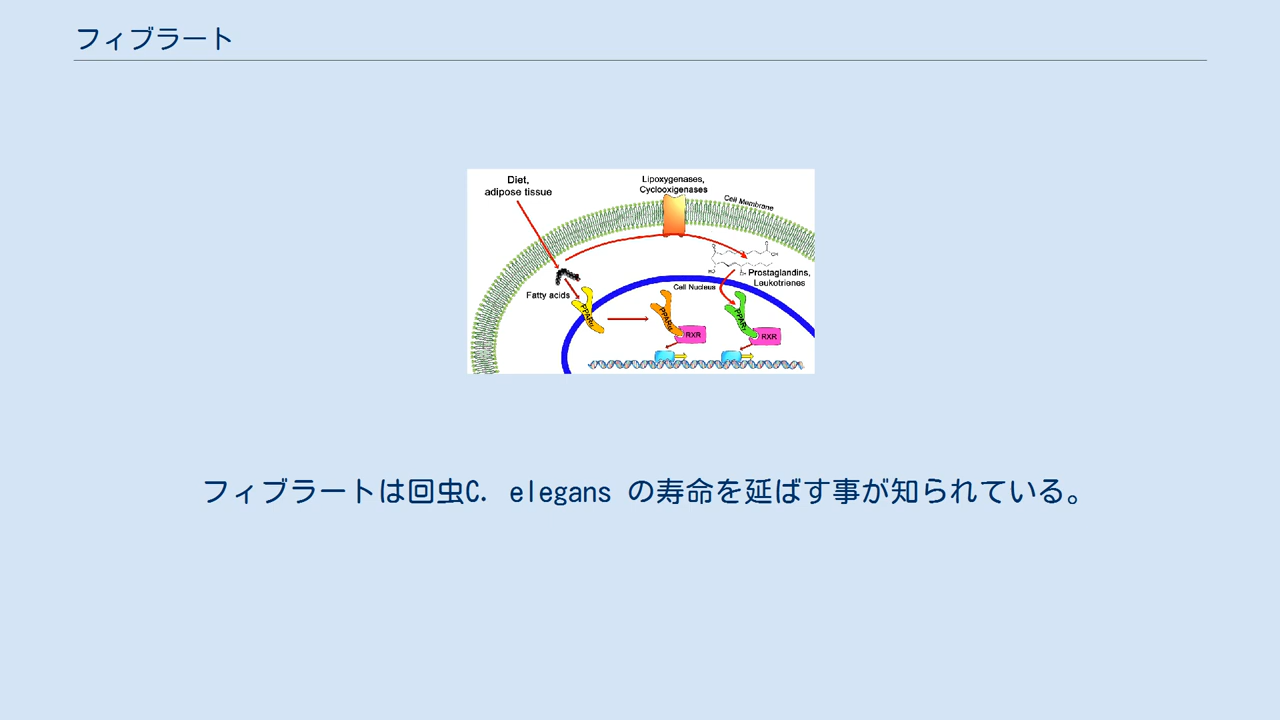 フィブラート
Diet,
adipose tissue
Lipoxygenases,
Cyclooxigenases
Cell Membrane
Prostaglandins,
Leukotrienes
Fatty acids
Cell Nucleus
RXR
RXR
フィブラートは回虫C. elegans の寿命を延ばす事が知られている。